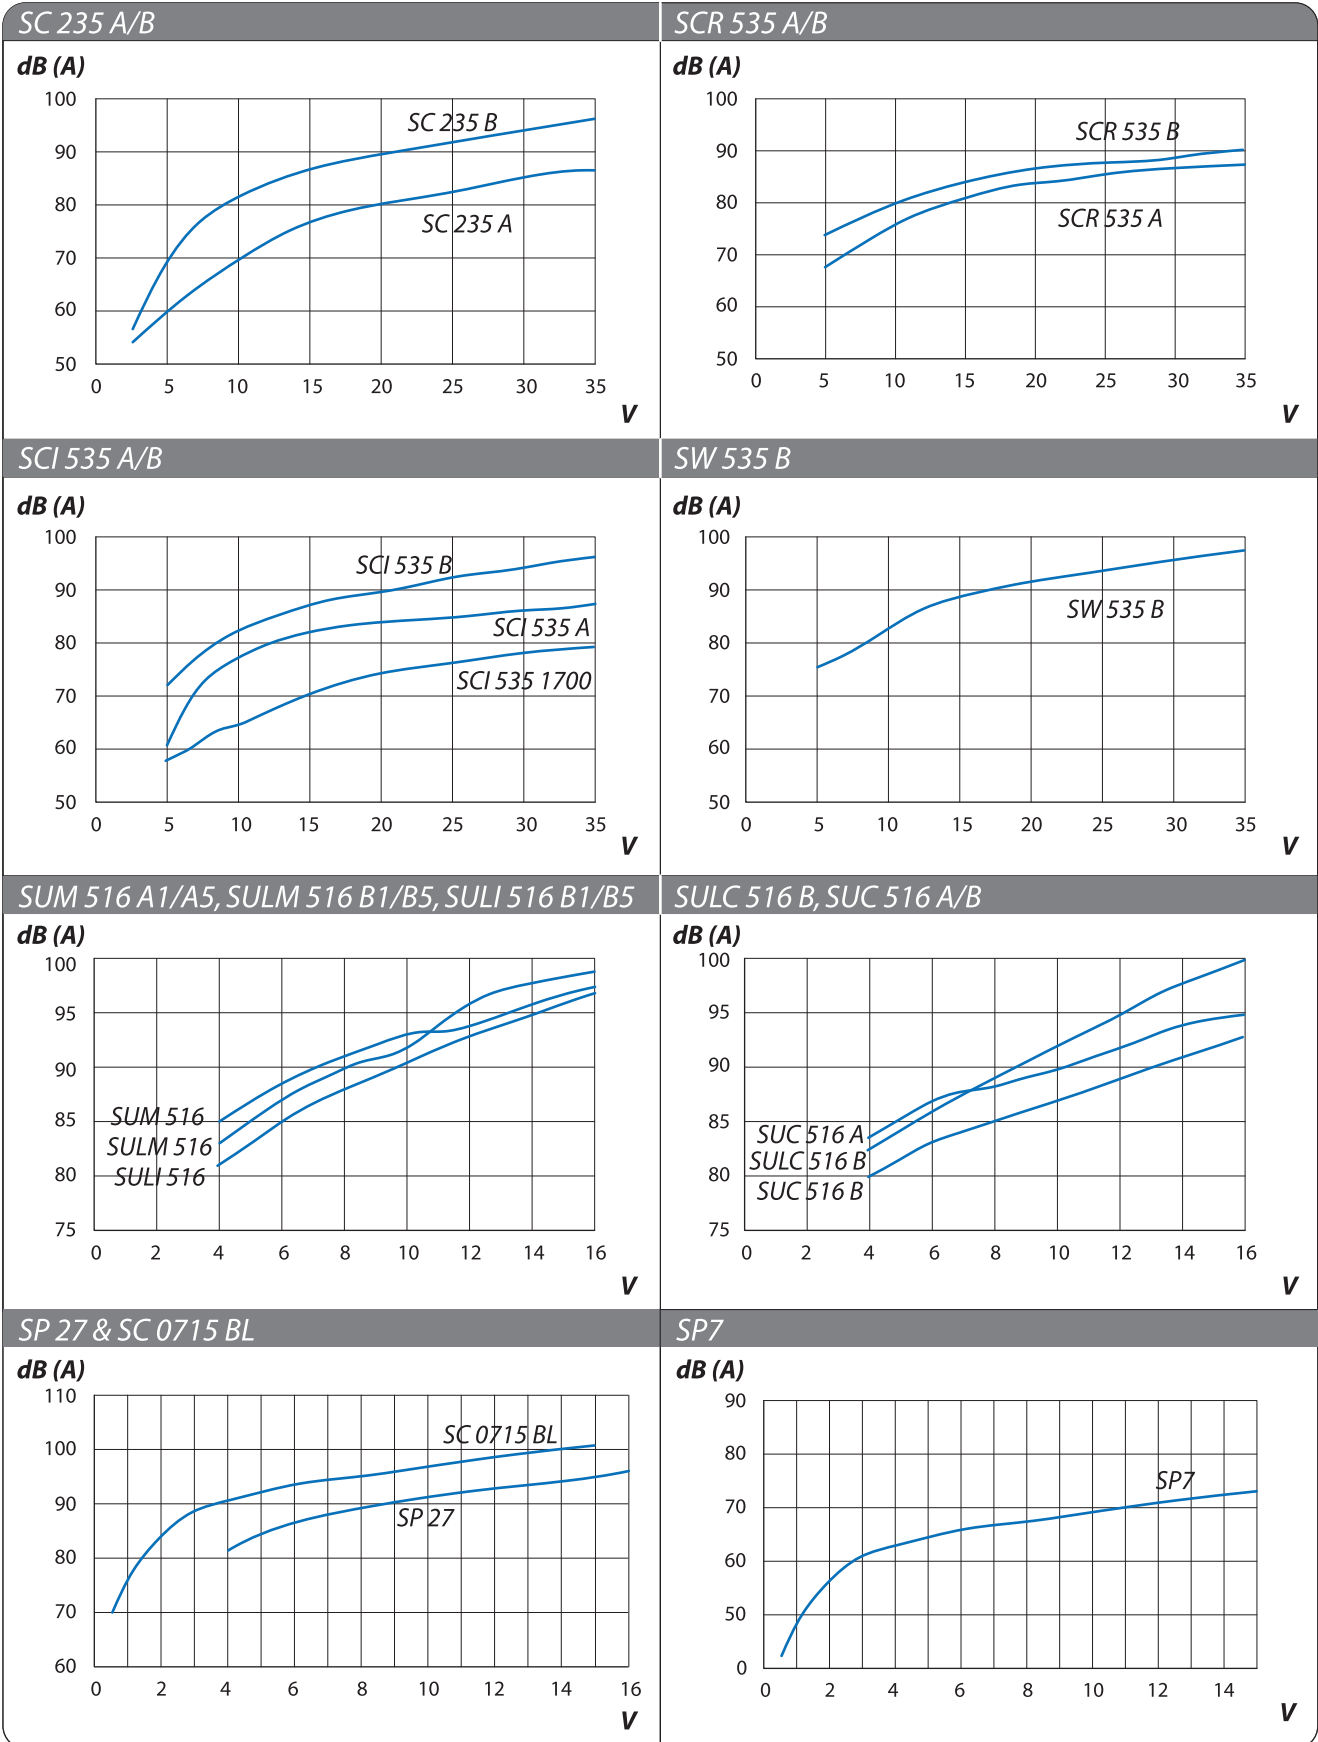 SC 235 A/B
dB (A)
100
90
80
70
60
50
0 5 10 15 20 25 30 35
V
SC 235 B
SC 235 A
SCR 535 A/B
dB (A)
100
90
80
70
60
50
0 5 10 15 20 25 30 35
V
SCR 535 B
SCR 535 A
SCI 535 A/B
dB (A)
100
90
80
70
60
50
0 5 10 15 20 25 30 35
V
SCI 535 B
SCI 535 A
SCI 535 1700
SW 535 B
dB (A)
100
90
80
70
60
50
0 5 10 15 20 25 30 35
V
SW 535 B
SUM 516 A1/A5, SULM 516 B1/B5, SULI 516 B1/B5
dB (A)
100
95
90
85
80
75
0 2 4 6 8 10 12 14 16
V
SUM 516
SULM 516
SULI 516
SULC 516 B, SUC 516 A/B
dB (A)
100
95
90
85
80
75
0 2 4 6 8 10 12 14 16
V
SUC 516 A
SULC 516 B
SUC 516 B
SP 27 & SC 0715 BL
dB (A)
110
100
90
80
70
60
0 2 4 6 8 10 12 14 16
V
SC 0715 BL
SP 27
SP7
dB (A)
90
80
70
60
50
0
0 2 4 6 8 10 12 14
V
SP7